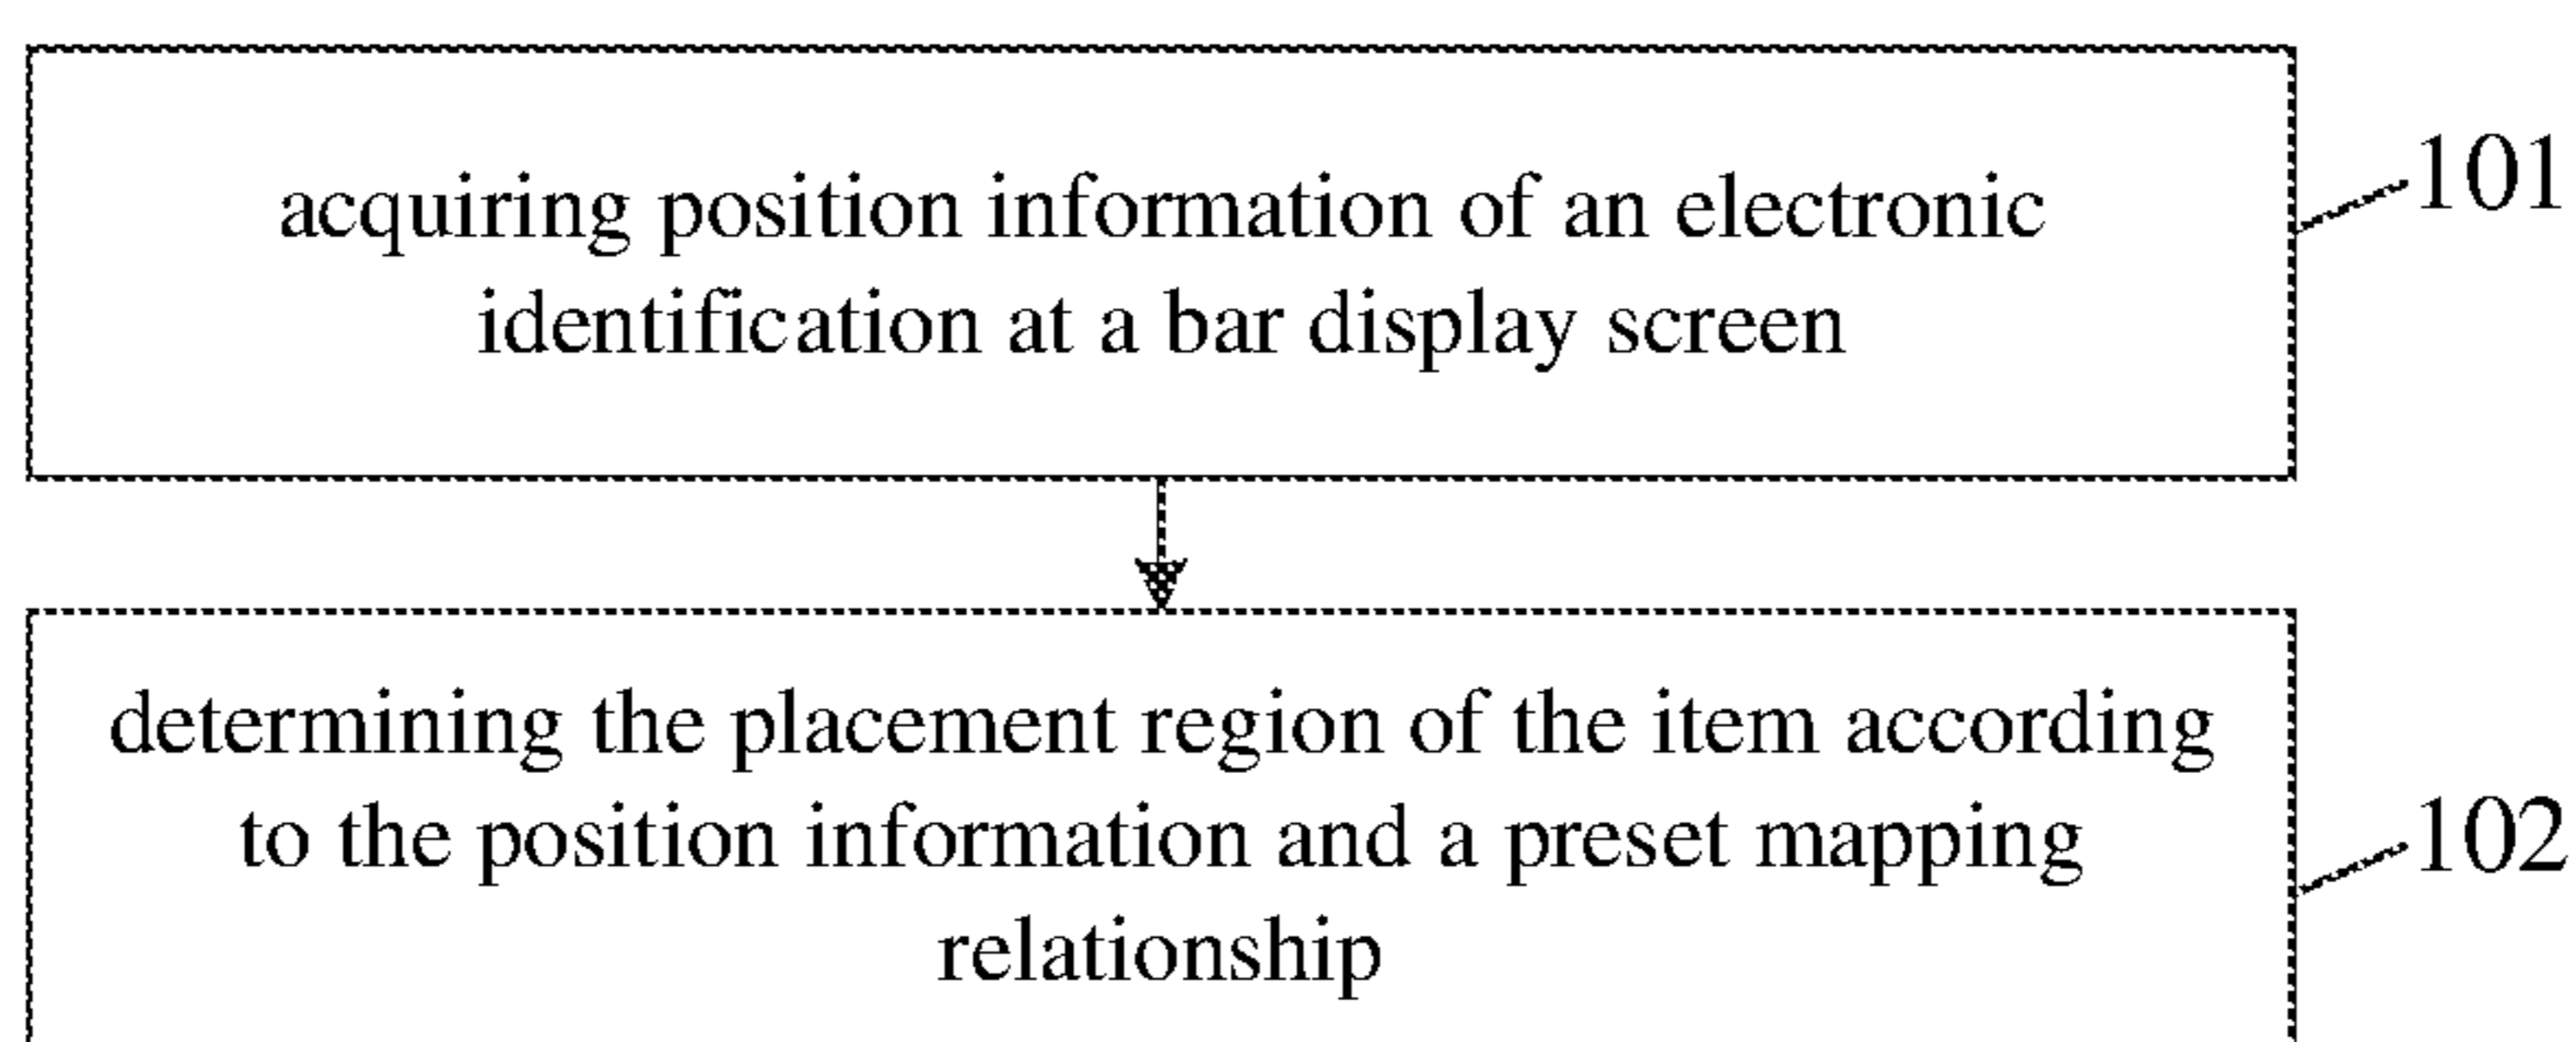 acquiring position information of an electronic
identification at a bar display screen
101
determining the placement region of the item according
to the position information and a preset mapping
relationship
102